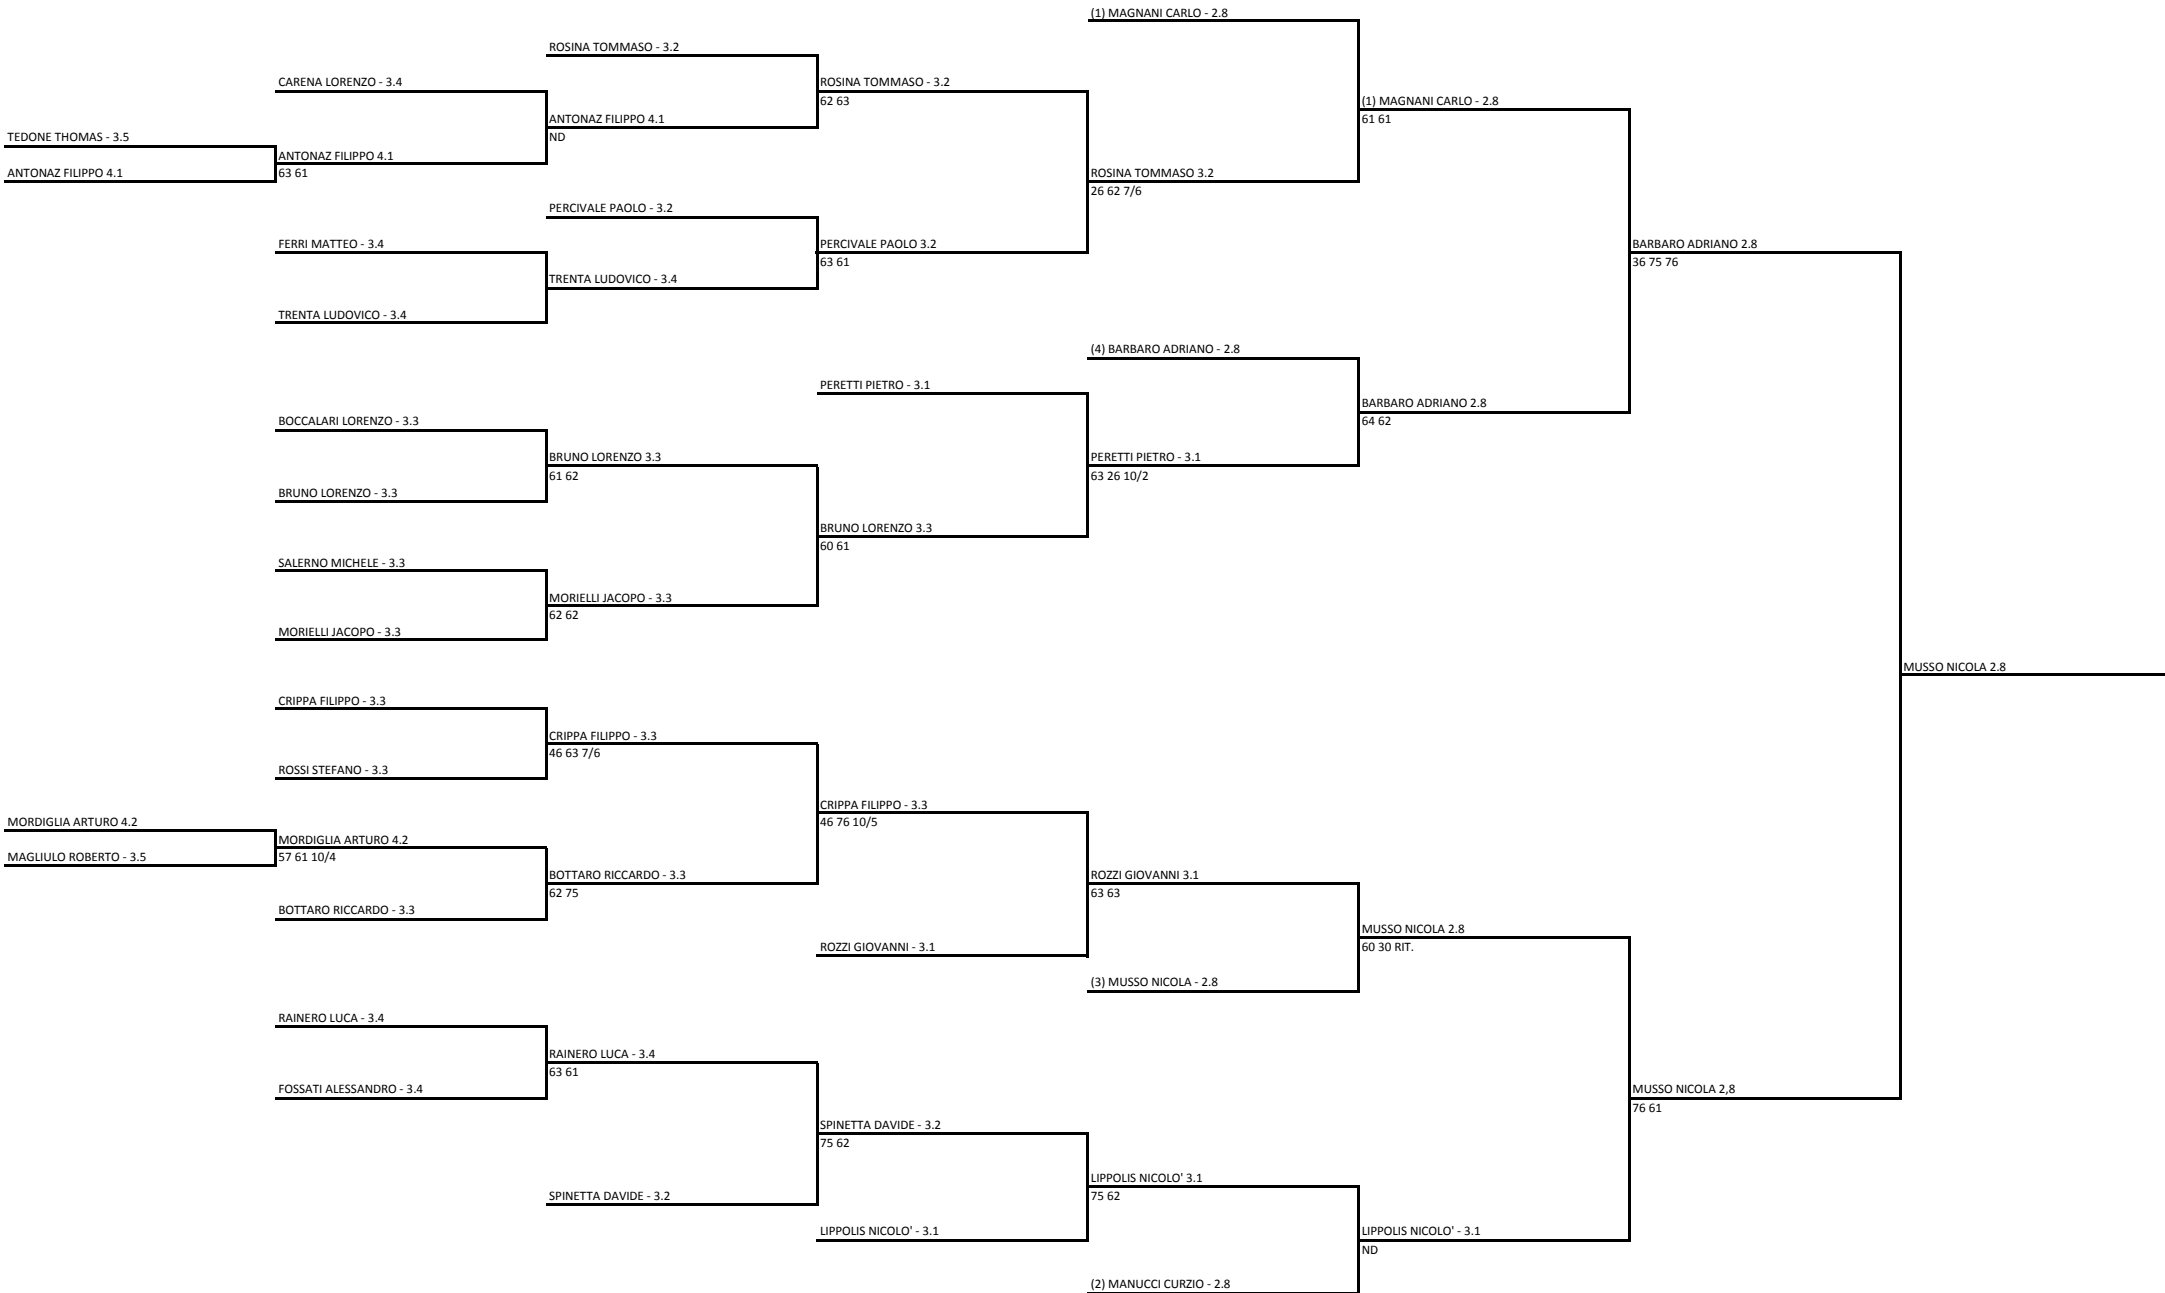 (1) MAGNANI CARLO - 2.8
ROSINA TOMMASO - 3.2
CARENA LORENZO - 3.4
ROSINA TOMMASO - 3.2
62 63
(1) MAGNANI CARLO - 2.8
61 61
ANTONAZ FILIPPO 4.1
ND
TEDONE THOMAS - 3.5
ANTONAZ FILIPPO 4.1
63 61
ANTONAZ FILIPPO 4.1
ROSINA TOMMASO 3.2
26 62 7/6
PERCIVALE PAOLO - 3.2
FERRI MATTEO - 3.4
PERCIVALE PAOLO 3.2
63 61
BARBARO ADRIANO 2.8
36 75 76
TRENTA LUDOVICO - 3.4
TRENTA LUDOVICO - 3.4
(4) BARBARO ADRIANO - 2.8
PERETTI PIETRO - 3.1
BARBARO ADRIANO 2.8
64 62
BOCCALARI LORENZO - 3.3
BRUNO LORENZO 3.3
61 62
PERETTI PIETRO - 3.1
63 26 10/2
BRUNO LORENZO - 3.3
BRUNO LORENZO 3.3
60 61
SALERNO MICHELE - 3.3
MORIELLI JACOPO - 3.3
62 62
MORIELLI JACOPO - 3.3
MUSSO NICOLA 2.8
CRIPPA FILIPPO - 3.3
CRIPPA FILIPPO - 3.3
46 63 7/6
ROSSI STEFANO - 3.3
CRIPPA FILIPPO - 3.3
46 76 10/5
MORDIGLIA ARTURO 4.2
MORDIGLIA ARTURO 4.2
57 61 10/4
MAGLIULO ROBERTO - 3.5
BOTTARO RICCARDO - 3.3
62 75
ROZZI GIOVANNI 3.1
63 63
BOTTARO RICCARDO - 3.3
MUSSO NICOLA 2.8
60 30 RIT.
ROZZI GIOVANNI - 3.1
(3) MUSSO NICOLA - 2.8
RAINERO LUCA - 3.4
RAINERO LUCA - 3.4
63 61
FOSSATI ALESSANDRO - 3.4
MUSSO NICOLA 2,8
76 61
SPINETTA DAVIDE - 3.2
75 62
LIPPOLIS NICOLO' 3.1
75 62
SPINETTA DAVIDE - 3.2
LIPPOLIS NICOLO' - 3.1
LIPPOLIS NICOLO' - 3.1
ND
(2) MANUCCI CURZIO - 2.8